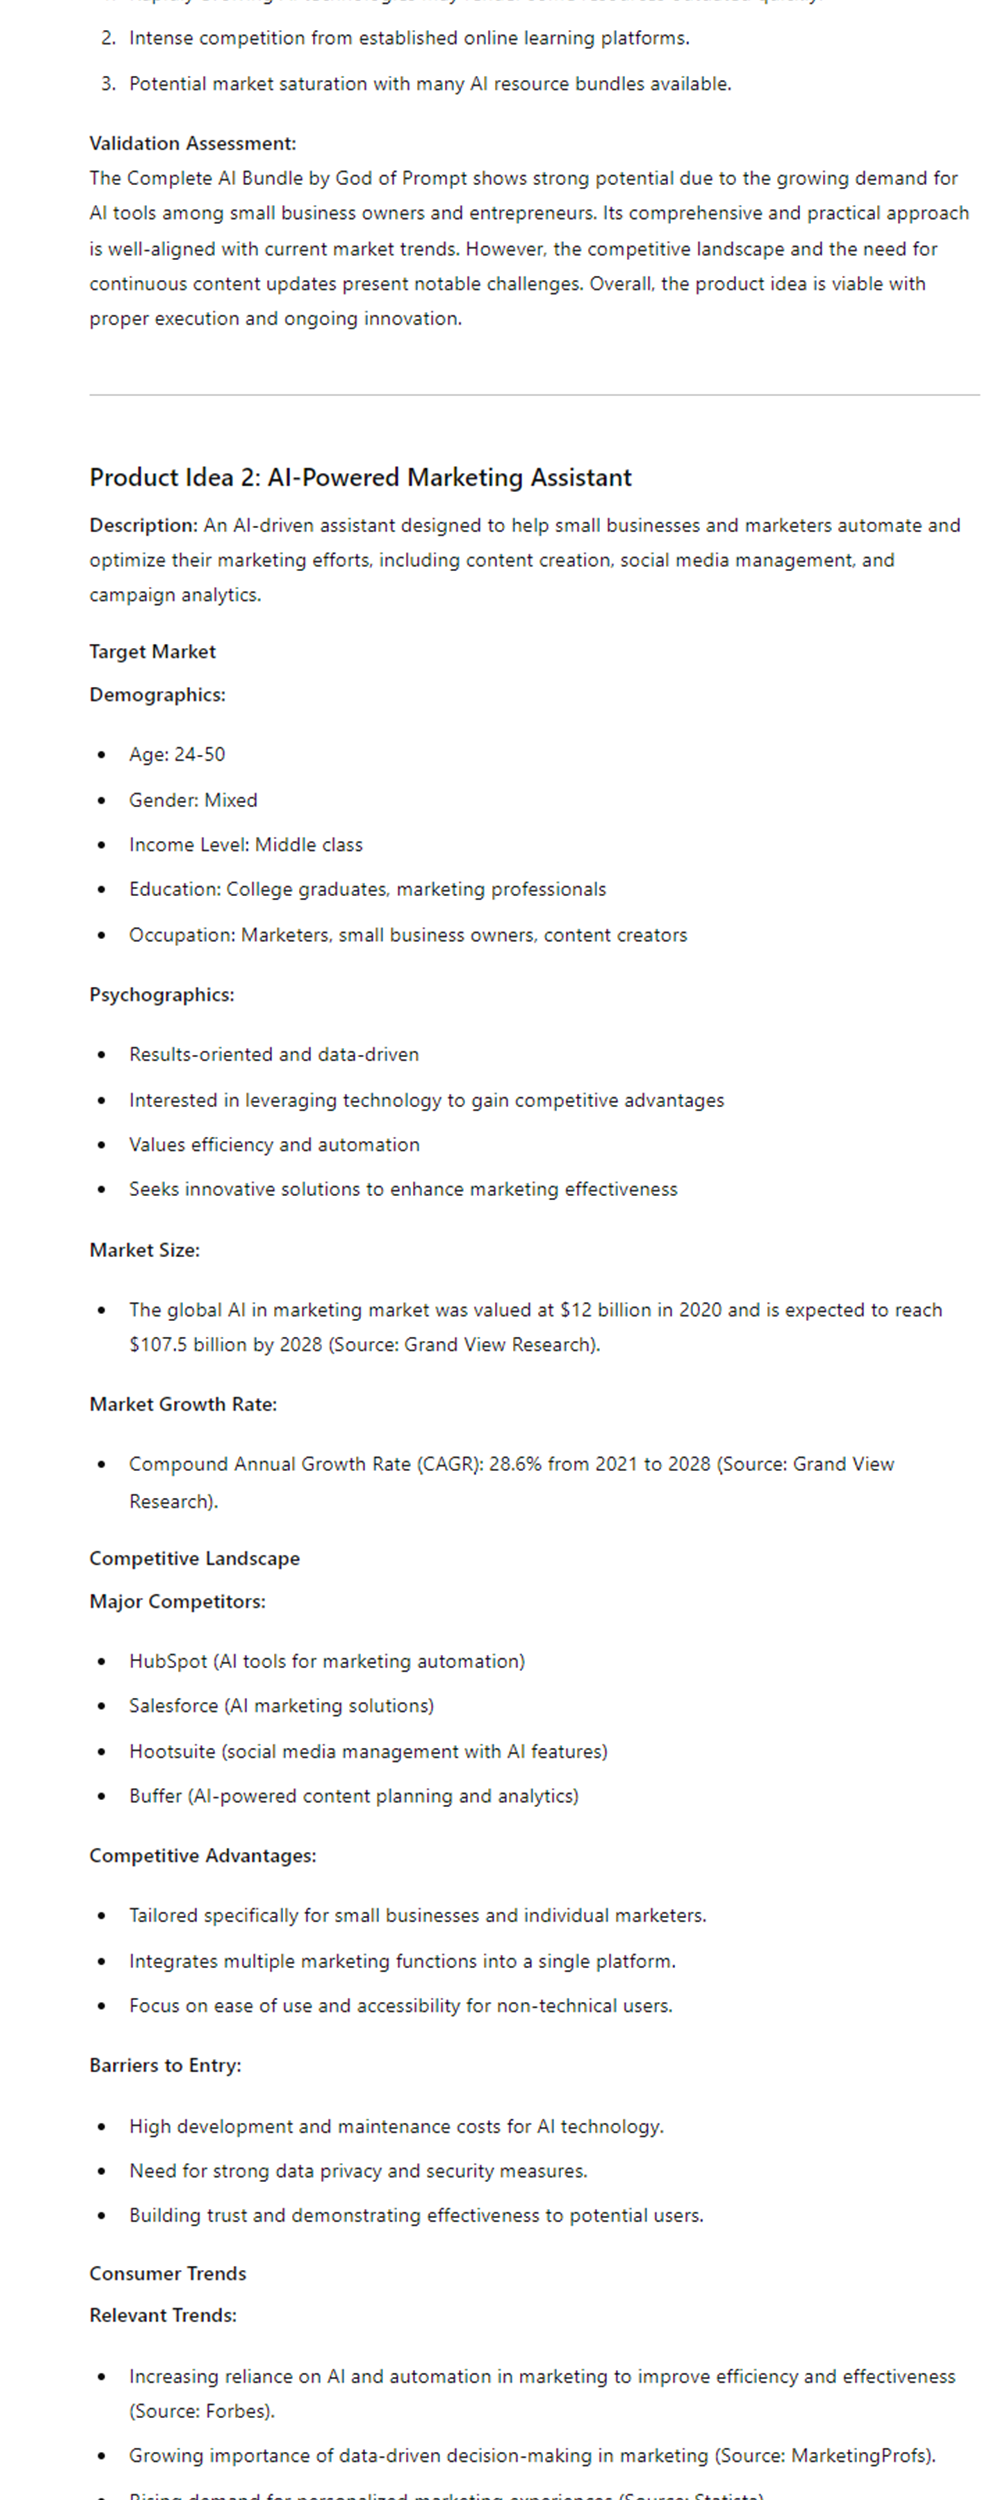 2. Intense competition from established online learning platforms.
3. Potential market saturation with many AI resource bundles available.
Validation Assessment:
The Complete AI Bundle by God of Prompt shows strong potential due to the growing demand for
AI tools among small business owners and entrepreneurs. Its comprehensive and practical approach
is well-aligned with current market trends. However, the competitive landscape and the need for
continuous content updates present notable challenges. Overall, the product idea is viable with
proper execution and ongoing innovation.
Product Idea 2: AI-Powered Marketing Assistant
Description: An AI-driven assistant designed to help small businesses and marketers automate and
optimize their marketing efforts, including content creation, social media management, and
campaign analytics.
Target Market
Demographics:
• Age: 24-50
• Gender: Mixed
• Income Level: Middle class
• Education: College graduates, marketing professionals
• Occupation: Marketers, small business owners, content creators
Psychographics:
• Results-oriented and data-driven
• Interested in leveraging technology to gain competitive advantages
• Values efficiency and automation
• Seeks innovative solutions to enhance marketing effectiveness
Market Size:
• The global AI in marketing market was valued at $12 billion in 2020 and is expected to reach
$107.5 billion by 2028 (Source: Grand View Research).
Market Growth Rate:
• Compound Annual Growth Rate (CAGR): 28.6% from 2021 to 2028 (Source: Grand View
Research).
Competitive Landscape
Major Competitors:
• HubSpot (AI tools for marketing automation)
• Salesforce (AI marketing solutions)
• Hootsuite (social media management with AI features)
• Buffer (AI-powered content planning and analytics)
Competitive Advantages:
• Tailored specifically for small businesses and individual marketers.
• Integrates multiple marketing functions into a single platform.
• Focus on ease of use and accessibility for non-technical users.
Barriers to Entry:
• High development and maintenance costs for AI technology.
• Need for strong data privacy and security measures.
• Building trust and demonstrating effectiveness to potential users.
Consumer Trends
Relevant Trends:
• Increasing reliance on AI and automation in marketing to improve efficiency and effectiveness
(Source: Forbes).
• Growing importance of data-driven decision-making in marketing (Source: MarketingProfs).